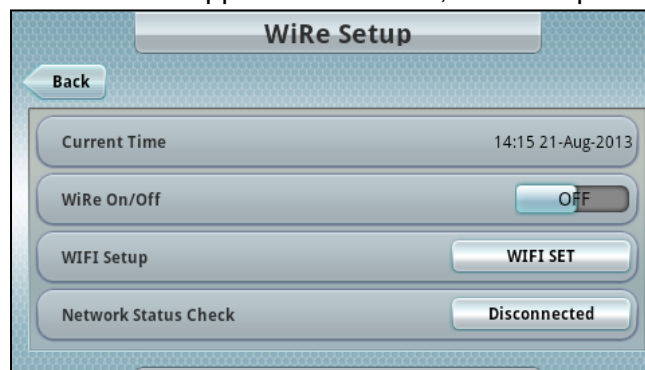 WiRe Setup
Back
Current Time 14:15 21-Aug-2013
WiRe On/Off OFF
WIFI Setup WIFI SET
Network Status Check Disconnected